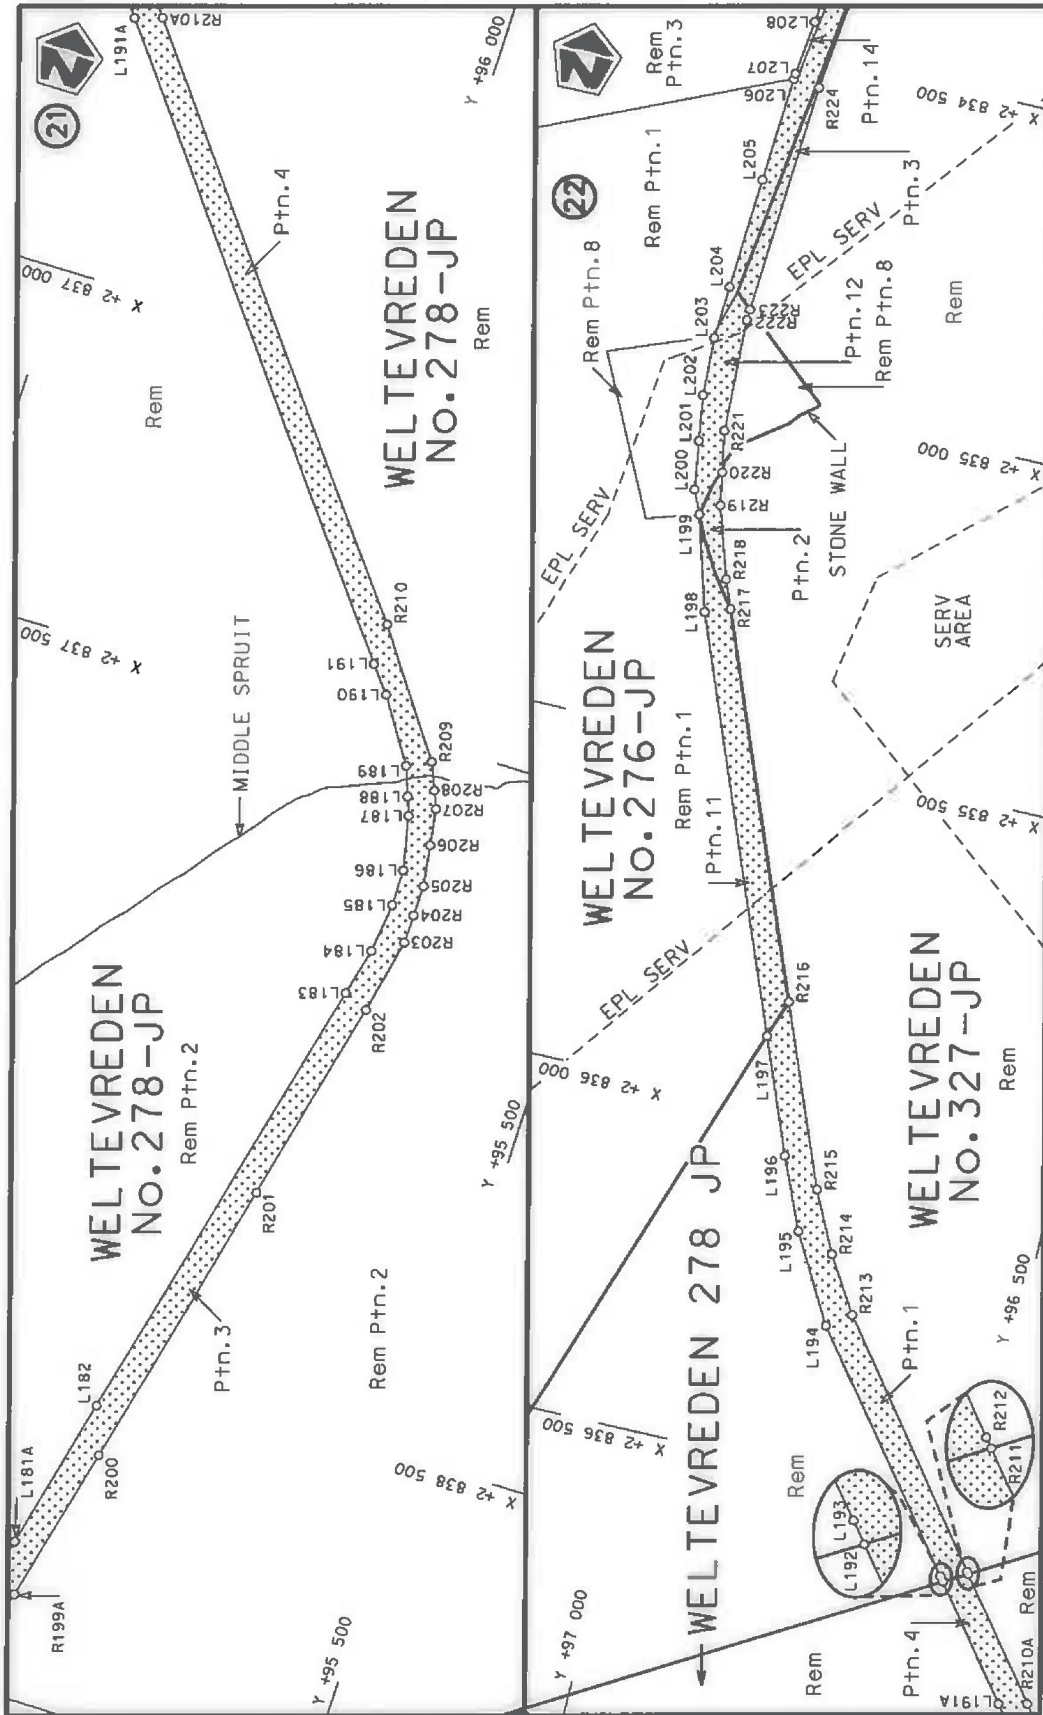 21
L191A
R210A
Y +96 000
Ptn.4
X +2 837 000
Rem
WELTEVREDEN
No.278-JP
Rem
X +2 837 500
MIDDLE SPRUIT
R210
L191
L190
R209
L189
L188
L187
R208
R207
R206
L186
L185
R205
R204
R203
L184
L183
R202
WELTEVREDEN
No.278-JP
Rem Ptn.2
Y +95 500
R201
Ptn.3
Rem Ptn.2
L182
R200
L181A
R199A
X +2 838 500
Y +95 500
22
L208
L207
L206
Rem
Ptn.3
Ptn.14
R224
X +2 834 500
Rem Ptn.1
L205
Ptn.3
EPL SERV
Rem Ptn.8
L204
L203
R223
R222
Ptn.12
Rem Ptn.8
Rem
L202
L201
L200
L199
R221
R220
R219
STONE WALL
X +2 835 000
EPL SERV
L198
R218
R217
Ptn.2
SERV
AREA
WELTEVREDEN
No.276-JP
Rem Ptn.1
Ptn.11
X +2 835 500
EPL SERV
R216
L197
X +2 836 000
WELTEVREDEN
No.327-JP
Rem
L196
R215
L195
R214
R213
L194
Ptn.1
Y +96 500
WELTEVREDEN 278 JP
X +2 836 500
Rem
L193
L192
R212
R211
Y +97 000
Rem
Ptn.4
Rem
L191A
R210A